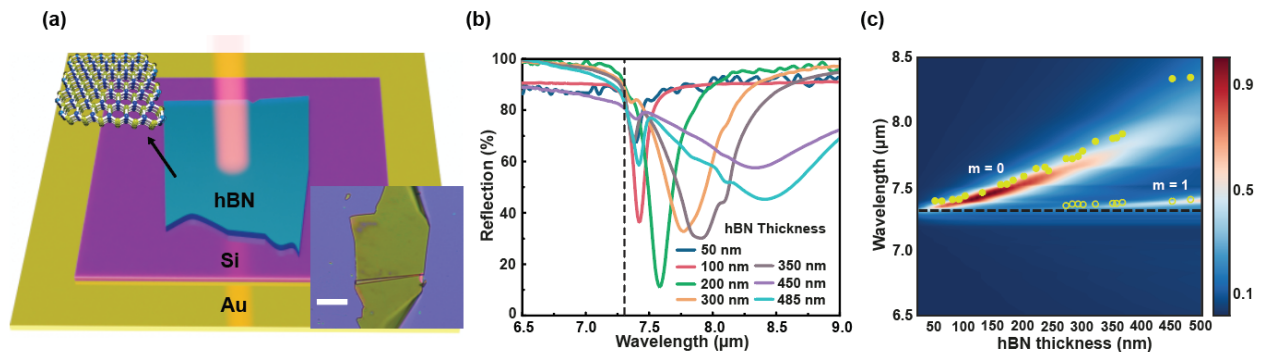 (a)
hBN
Si
Au
(b)
Reflection (%)
100
80
60
40
20
0
hBN Thickness
50 nm
100 nm
200 nm
300 nm
350 nm
450 nm
485 nm
6.5 7.0 7.5 8.0 8.5 9.0
Wavelength (µm)
(c)
Wavelength (µm)
8.5
8.0
7.5
7.0
6.5
m = 0
m = 1
50 100 150 200 250 300 350 400 450 500
hBN thickness (nm)
0.9
0.5
0.1